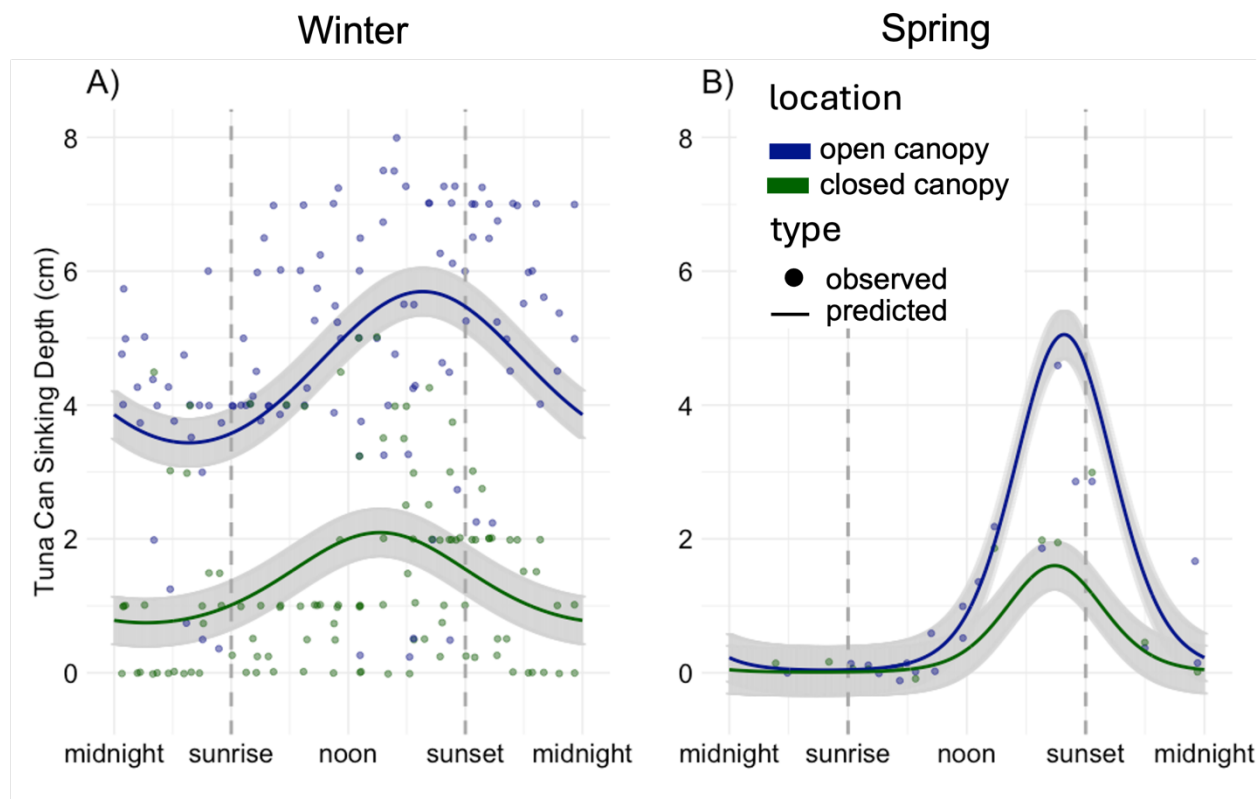 Winter
Spring
A)
B)
location
open canopy
closed canopy
type
observed
predicted
Tuna Can Sinking Depth (cm)
8
6
4
2
0
8
6
4
2
0
midnight sunrise noon sunset midnight
midnight sunrise noon sunset midnight